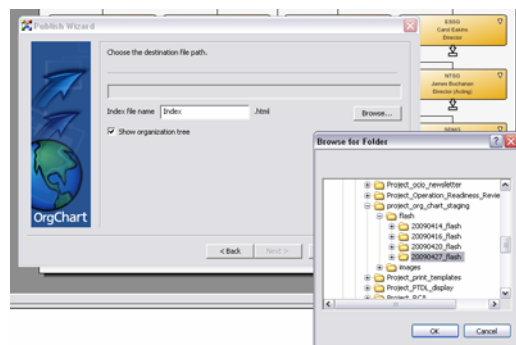 Publish Wizard
ESSG
Carol Eakins
Director
NTSG
James Buchanan
Director (Acting)
Choose the destination file path.
Index file name
Index
.html
Browse...
Show organization tree
OrgChart
< Back
Next >
Browse for Folder
Project_ocio_newsletter
Project_Operation_Readiness_Revie
project_org_chart_staging
flash
20090414_flash
20090416_flash
20090420_flash
20090427_flash
images
Project_print_templates
Project_PTDL_display
OK
Cancel